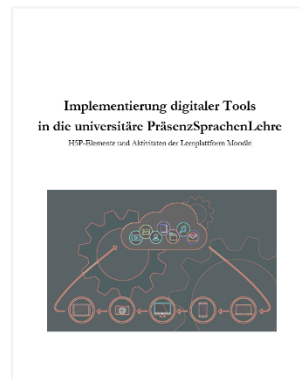 Implementierung digitaler Tools
in die universitäre PräsenzSprachenLehre
H5P-Elemente und Aktivitäten der Lernplattform Moodle